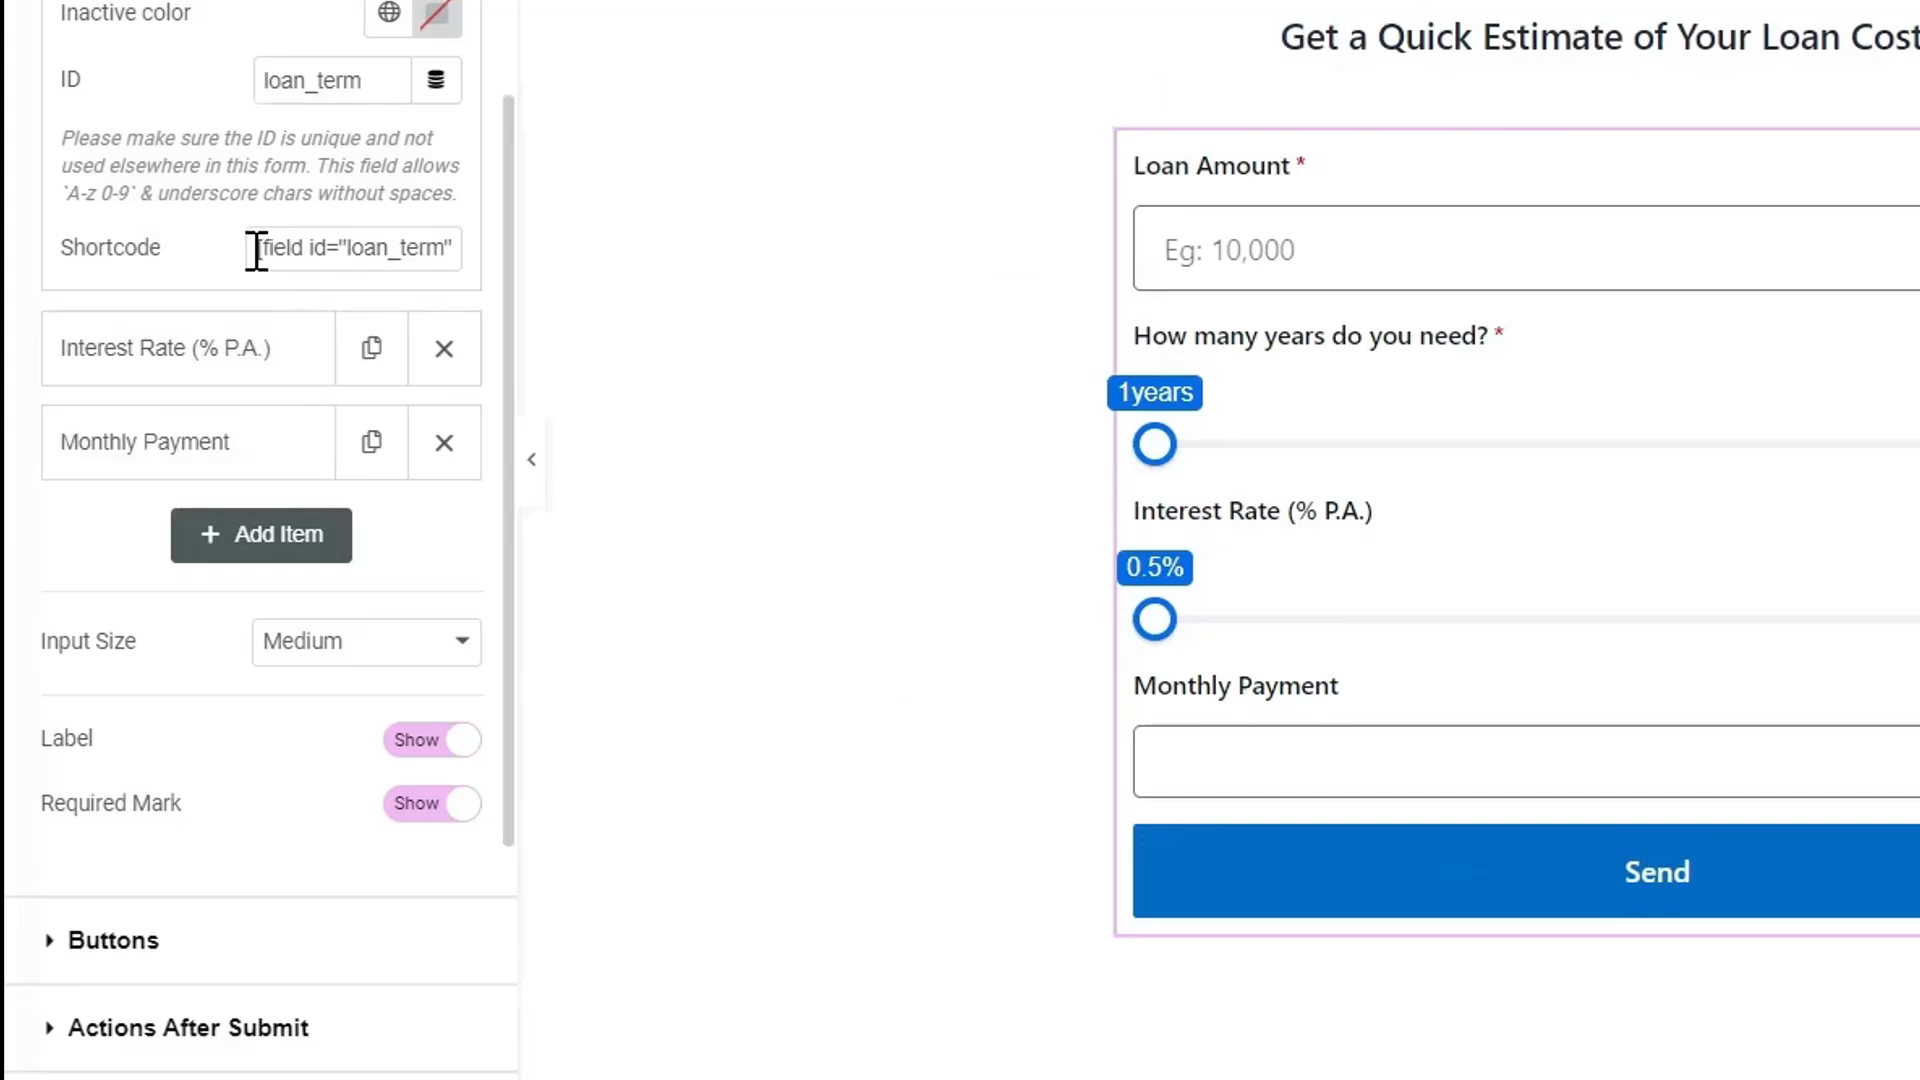 Inactive color
ID
loan_term
Please make sure the ID is unique and not
used elsewhere in this form. This field allows
`A-z 0-9` & underscore chars without spaces.
Shortcode
[field id="loan_term"
Interest Rate (% P.A.)
Monthly Payment
+ Add Item
Input Size
Medium
Label
Show
Required Mark
Show
Buttons
Actions After Submit
Get a Quick Estimate of Your Loan Cost
Loan Amount *
Eg: 10,000
How many years do you need? *
1years
Interest Rate (% P.A.)
0.5%
Monthly Payment
Send